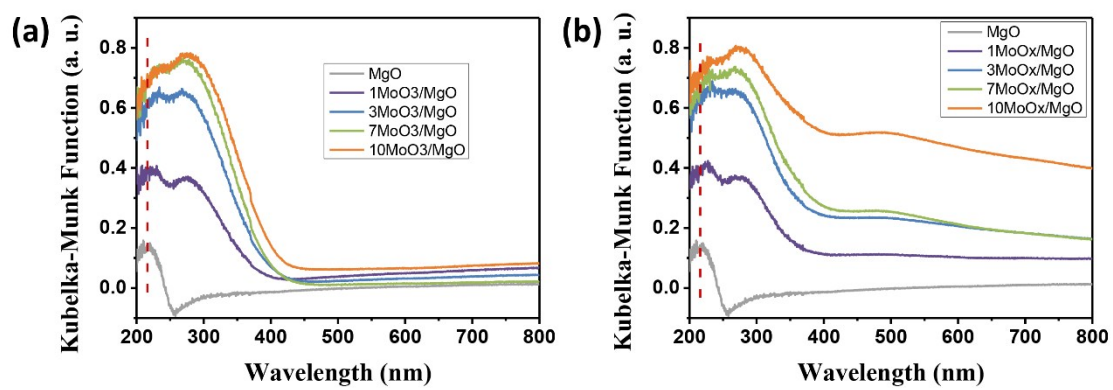 (a)
Kubelka-Munk Function (a. u.)
0.8
0.6
0.4
0.2
0.0
MgO
1MoO3/MgO
3MoO3/MgO
7MoO3/MgO
10MoO3/MgO
200 300 400 500 600 700 800
Wavelength (nm)
(b)
Kubelka-Munk Function (a. u.)
0.8
0.6
0.4
0.2
0.0
MgO
1MoOx/MgO
3MoOx/MgO
7MoOx/MgO
10MoOx/MgO
200 300 400 500 600 700 800
Wavelength (nm)